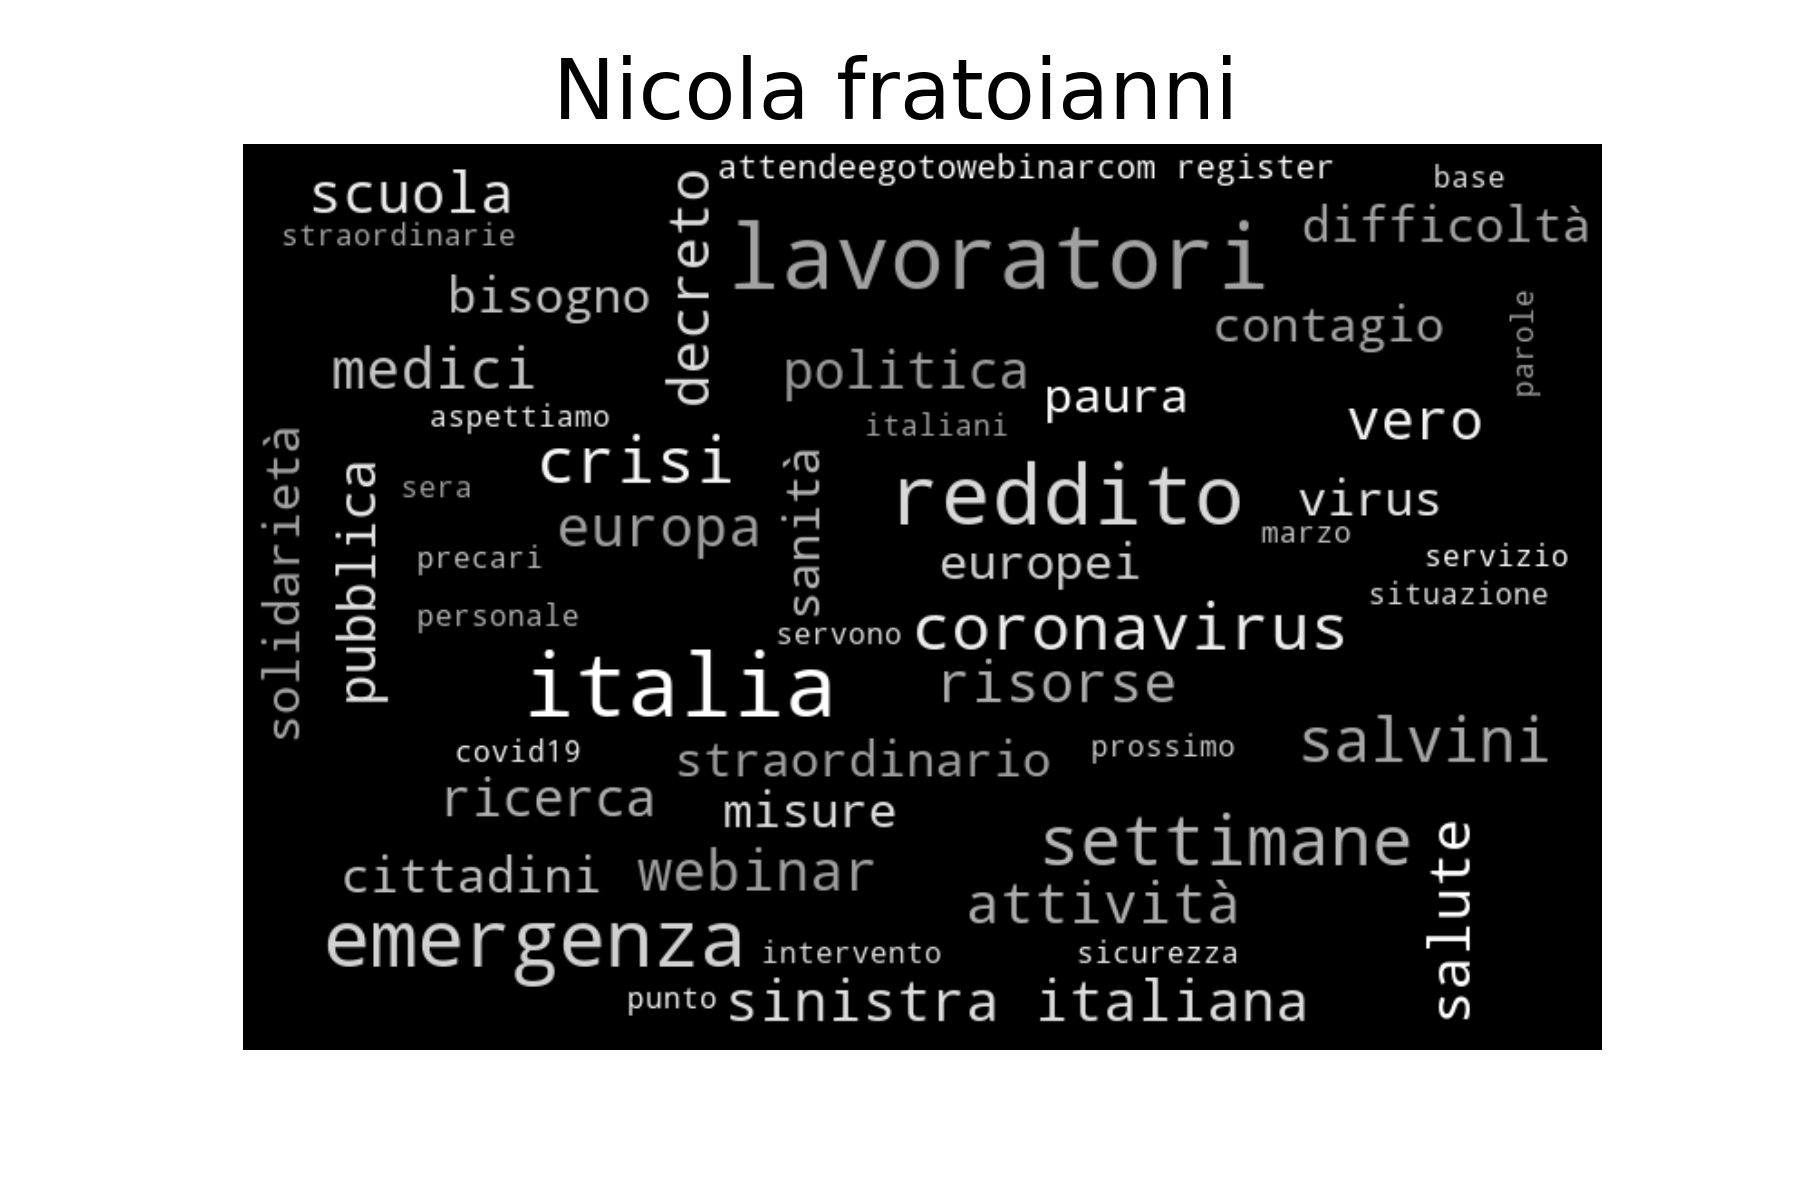 Nicola fratoianni
attendeegotowebinarcom register
base
scuola
decreto
straordinarie
lavoratori
difficoltà
bisogno
contagio
parole
medici
politica
paura
aspettiamo
italiani
vero
solidarietà
pubblica
crisi
sanità
sera
reddito
virus
europa
marzo
precari
europei
servizio
situazione
personale
servono
coronavirus
italia
risorse
covid19
straordinario
prossimo
salvini
ricerca
misure
settimane
salute
cittadini
webinar
attività
emergenza
intervento
sicurezza
punto
sinistra italiana